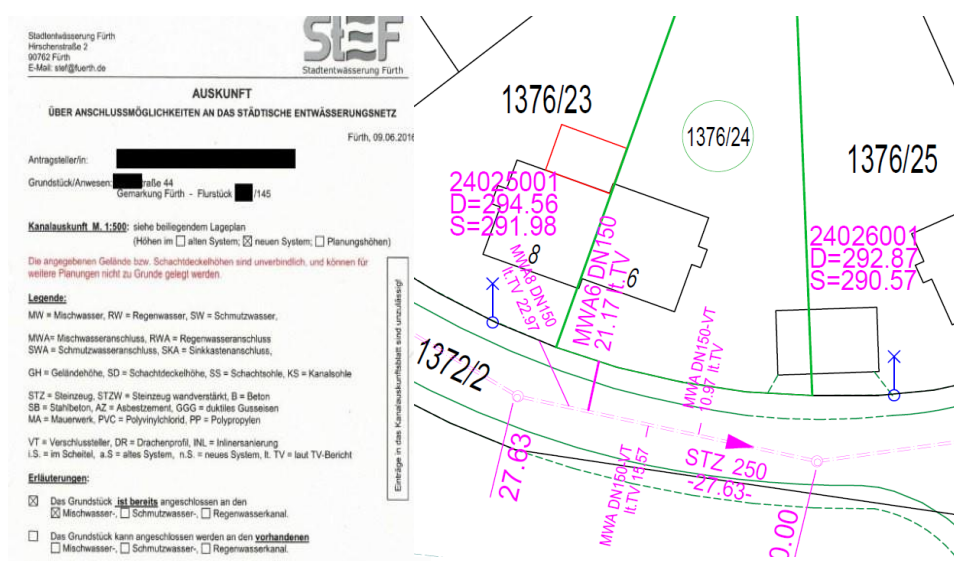 Stadtentwässerung Fürth
Hirschenstraße 2
90762 Fürth
E-Mail: stef@fuerth.de
StEF
Stadtentwässerung Fürth
AUSKUNFT
ÜBER ANSCHLUSSMÖGLICHKEITEN AN DAS STÄDTISCHE ENTWÄSSERUNGSNETZ
Fürth, 09.06.2016
Antragsteller/in:
Grundstück/Anwesen: raße 44
Gemarkung Fürth - Flurstück /145
Kanalauskunft M. 1:500: siehe beiliegendem Lageplan
(Höhen im ☐ alten System; ☒ neuen System; ☐ Planungshöhen)
Die angegebenen Gelände bzw. Schachtdeckelhöhen sind unverbindlich, und können für
weitere Planungen nicht zu Grunde gelegt werden.
Legende:
MW = Mischwasser, RW = Regenwasser, SW = Schmutzwasser,
MWA= Mischwasseranschluss, RWA = Regenwasseranschluss
SWA = Schmutzwasseranschluss, SKA = Sinkkastenanschluss,
GH = Geländehöhe, SD = Schachtdeckelhöhe, SS = Schachtsohle, KS = Kanalsohle
STZ = Steinzeug, STZW = Steinzeug wandverstärkt, B = Beton
SB = Stahlbeton, AZ = Asbestzement, GGG = duktiles Gusseisen
MA = Mauerwerk, PVC = Polyvinylchlorid, PP = Polypropylen
VT = Verschlussteller, DR = Drachenprofil, INL = Inlinersanierung
i.S. = im Scheitel, a.S = altes System, n.S. = neues System, lt. TV = laut TV-Bericht
Erläuterungen:
☒ Das Grundstück ist bereits angeschlossen an den
☒ Mischwasser-, ☐ Schmutzwasser-, ☐ Regenwasserkanal.
☐ Das Grundstück kann angeschlossen werden an den vorhandenen
☐ Mischwasser-, ☐ Schmutzwasser-, ☐ Regenwasserkanal.
Einträge in das Kanalauskunftsblatt sind unzulässig!
1376/23
1376/24
1376/25
24025001
D=294.56
S=291.98
24026001
D=292.87
S=290.57
8
6
MWA8 DN150
lt.TV 22.97
MWA6 DN150
21.17 lt.TV
MWA DN150-VT
10.97 lt.TV
1372/2
27.63
MWA DN150-VT
lt.TV 15.57
STZ 250
-27.63-
0.00